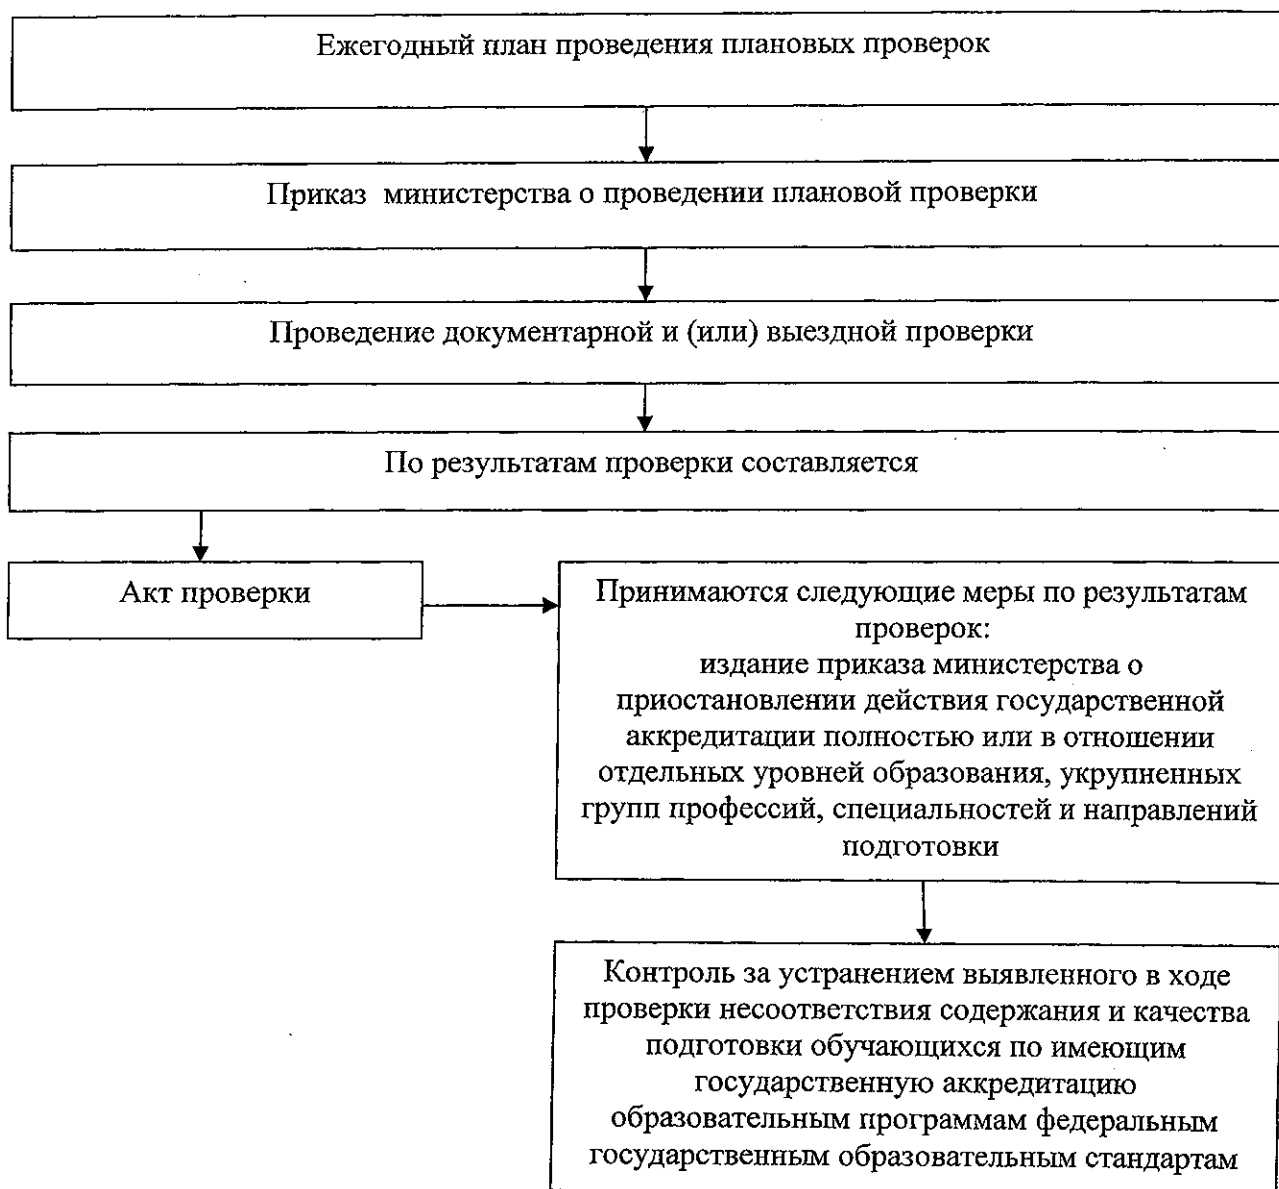 Ежегодный план проведения плановых проверок
Приказ министерства о проведении плановой проверки
Проведение документарной и (или) выездной проверки
По результатам проверки составляется
Акт проверки
Принимаются следующие меры по результатам
проверок:
издание приказа министерства о
приостановлении действия государственной
аккредитации полностью или в отношении
отдельных уровней образования, укрупненных
групп профессий, специальностей и направлений
подготовки
Контроль за устранением выявленного в ходе
проверки несоответствия содержания и качества
подготовки обучающихся по имеющим
государственную аккредитацию
образовательным программам федеральным
государственным образовательным стандартам